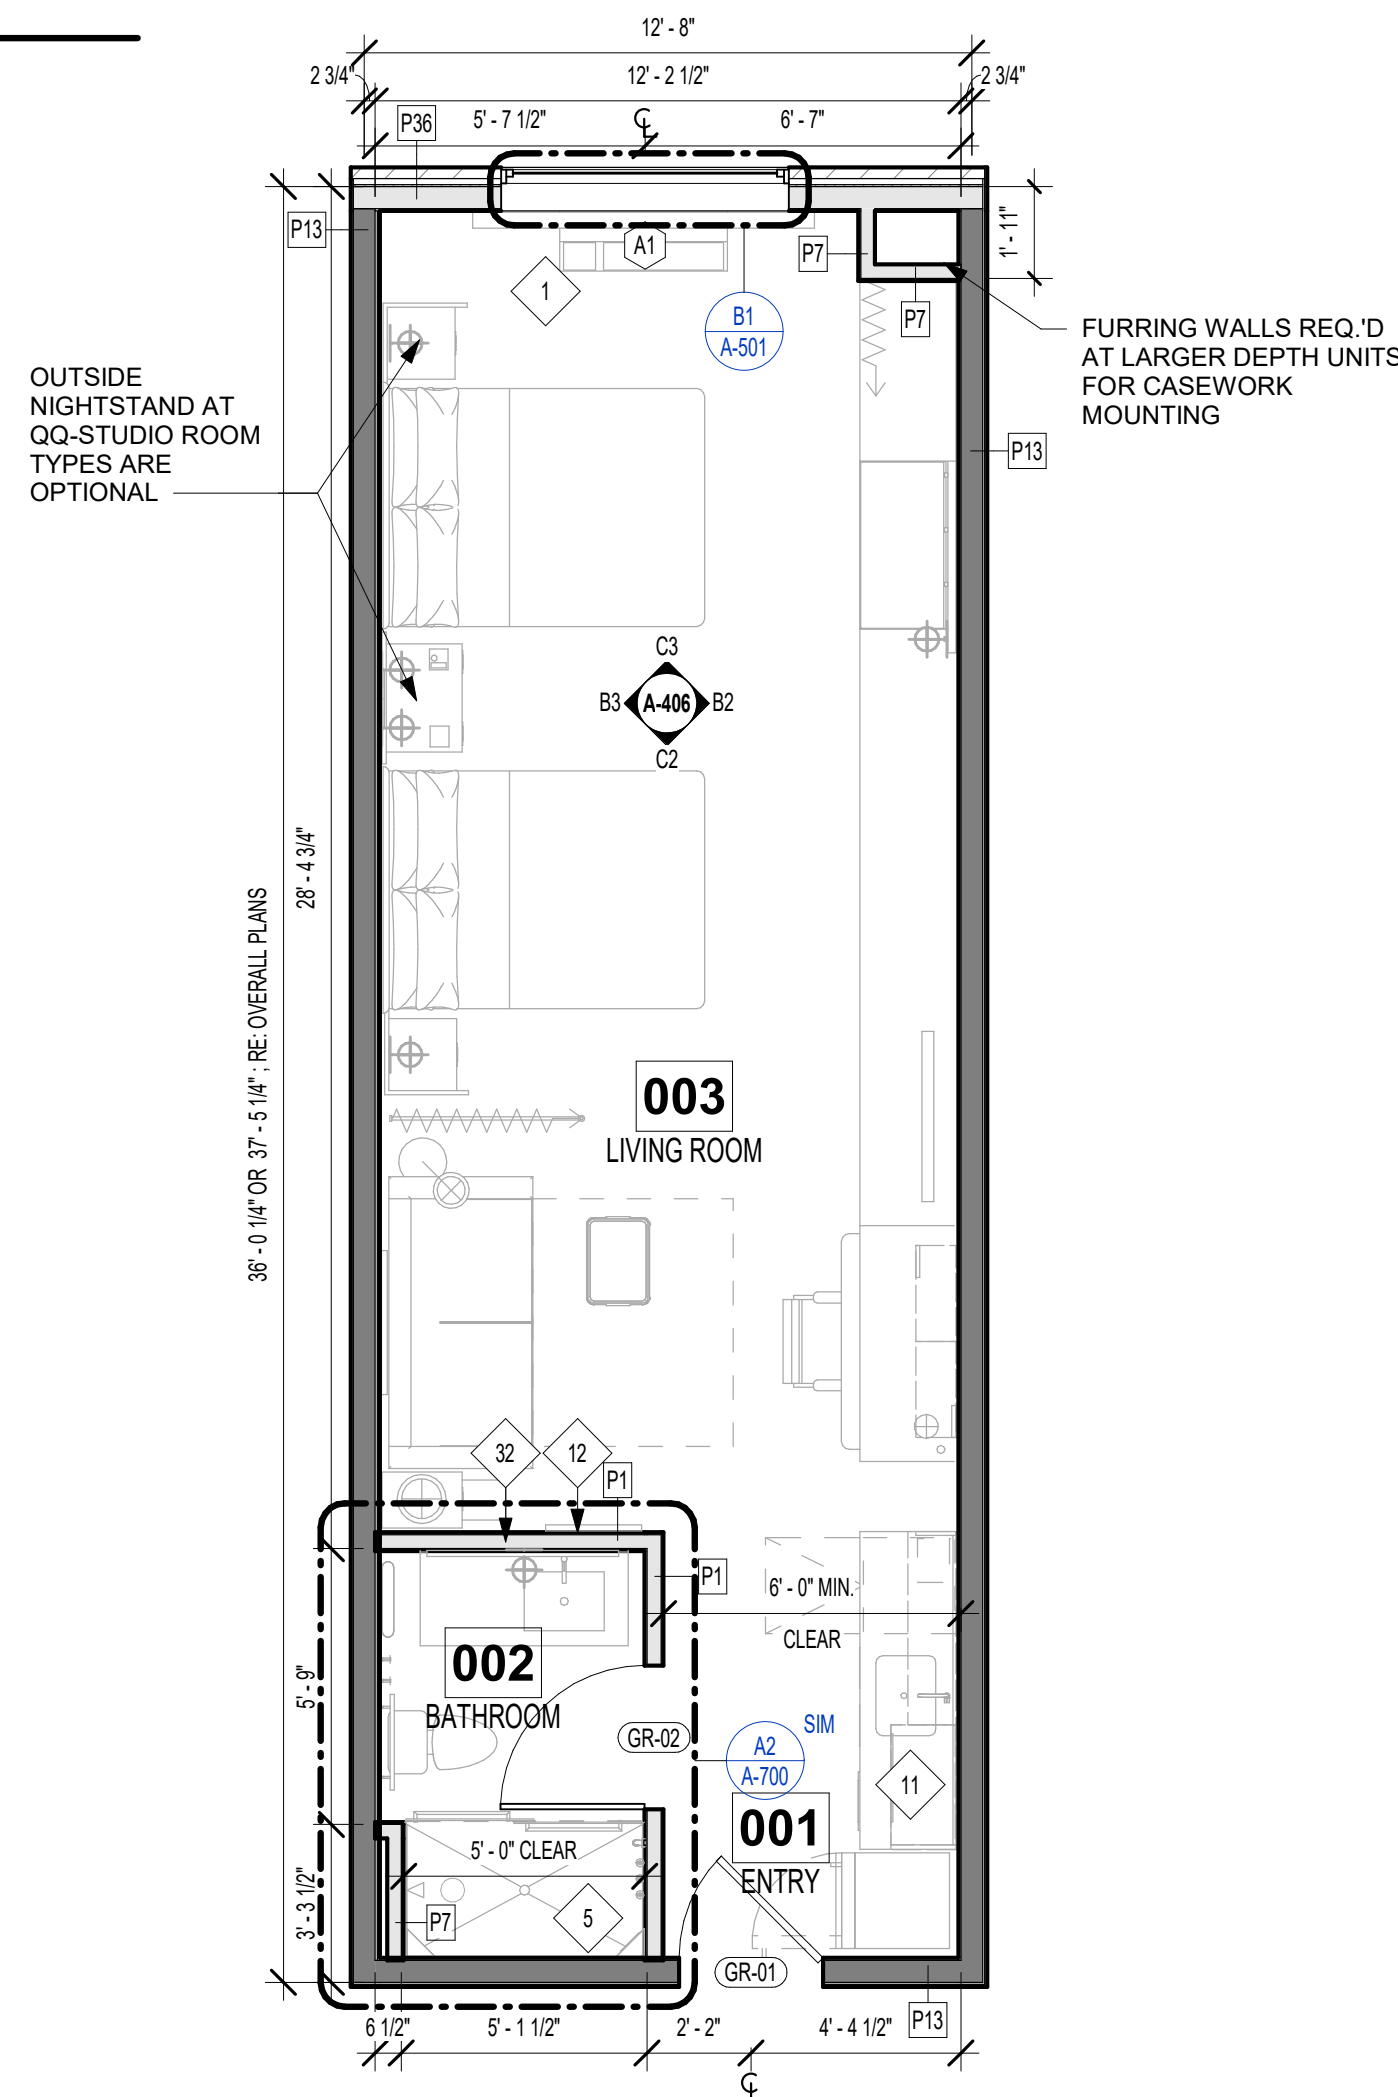 12' - 8"
2 3/4"
12' - 2 1/2"
2 3/4"
P36
5' - 7 1/2"
6' - 7"
P13
A1
P7
1' - 11"
1
B1
A-501
P7
FURRING WALLS REQ.'D
AT LARGER DEPTH UNITS
FOR CASEWORK
MOUNTING
OUTSIDE
NIGHTSTAND AT
QQ-STUDIO ROOM
TYPES ARE
OPTIONAL
P13
C3
B3
A-406
B2
C2
28' - 4 3/4"
36' - 0 1/4" OR 37' - 5 1/4" ; RE: OVERALL PLANS
003
LIVING ROOM
32
12
P1
P1
6' - 0" MIN.
CLEAR
002
BATHROOM
5' - 9"
GR-02
SIM
A2
A-700
11
001
ENTRY
5' - 0" CLEAR
3' - 3 1/2"
P7
5
GR-01
P13
6 1/2"
5' - 1 1/2"
2' - 2"
4' - 4 1/2"